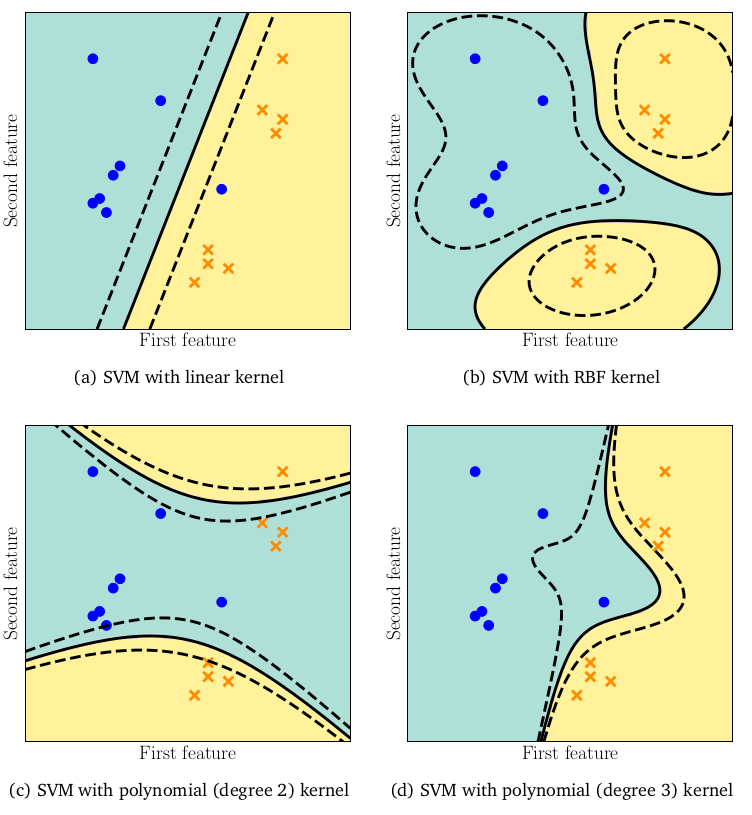 Second feature
First feature
(a) SVM with linear kernel
Second feature
First feature
(b) SVM with RBF kernel
Second feature
First feature
(c) SVM with polynomial (degree 2) kernel
Second feature
First feature
(d) SVM with polynomial (degree 3) kernel